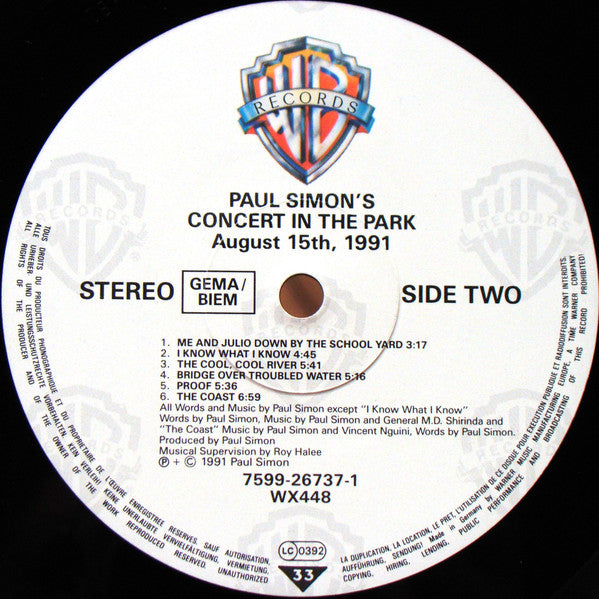 WB
RECORDS
PAUL SIMON'S
CONCERT IN THE PARK
August 15th, 1991
STEREO GEMA/ BIEM SIDE TWO
1. ME AND JULIO DOWN BY THE SCHOOL YARD 3:17
2. I KNOW WHAT I KNOW 4:45
3. THE COOL, COOL RIVER 5:41
4. BRIDGE OVER TROUBLED WATER 5:16
5. PROOF 5:36
6. THE COAST 6:59
All Words and Music by Paul Simon except "I Know What I Know"
Words by Paul Simon, Music by Paul Simon and General M.D. Shirinda and
"The Coast" Music by Paul Simon and Vincent Nguini, Words by Paul Simon.
Produced by Paul Simon
Musical Supervision by Roy Halee
℗ + © 1991 Paul Simon
7599-26737-1
WX448
LC 0392
33
TOUS DROITS DU PRODUCTEUR PHONOGRAPHIQUE ET DU PROPRIETAIRE DE L'ŒUVRE ENREGISTREE RESERVES. SAUF AUTORISATION,
LA DUPLICATION, LA LOCATION, LE PRET, L'UTILISATION DE CE DISQUE POUR EXECUTION PUBLIQUE ET RADIODIFFUSION SONT INTERDITS.
ALLE URHEBER UND LEISTUNGSSCHUTZRECHTE VORBEHALTEN KEIN VERLEIH! KEINE UNERLAUBTE VERVIELFÄLTIGUNG, VERMIETUNG,
AUFFÜHRUNG, SENDUNG! Made in Germany by WARNER MUSIC MANUFACTURING EUROPE, A TIME WARNER COMPANY
ALL RIGHTS OF THE PRODUCER AND OF THE OWNER OF THE WORK REPRODUCED RESERVED. UNAUTHORIZED
COPYING, HIRING, LENDING, PUBLIC PERFORMANCE AND BROADCASTING OF THIS RECORD PROHIBITED!